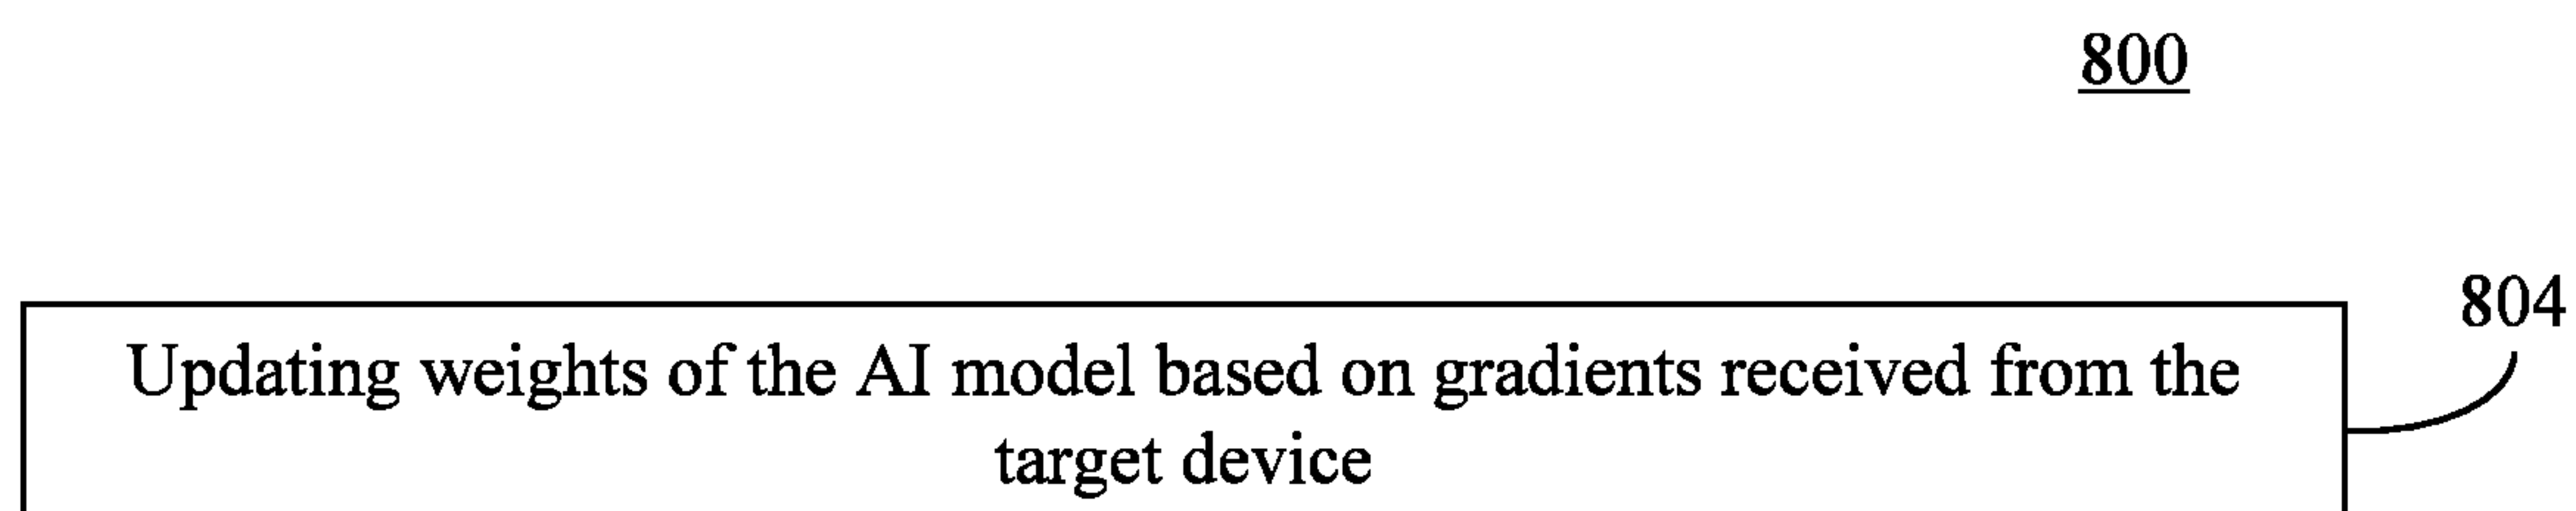 800
804
Updating weights of the AI model based on gradients received from the
target device